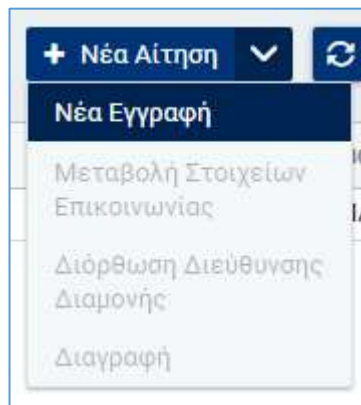 + Νέα Αίτηση
Νέα Εγγραφή
Μεταβολή Στοιχείων
Επικοινωνίας
Διόρθωση Διεύθυνσης
Διαμονής
Διαγραφή